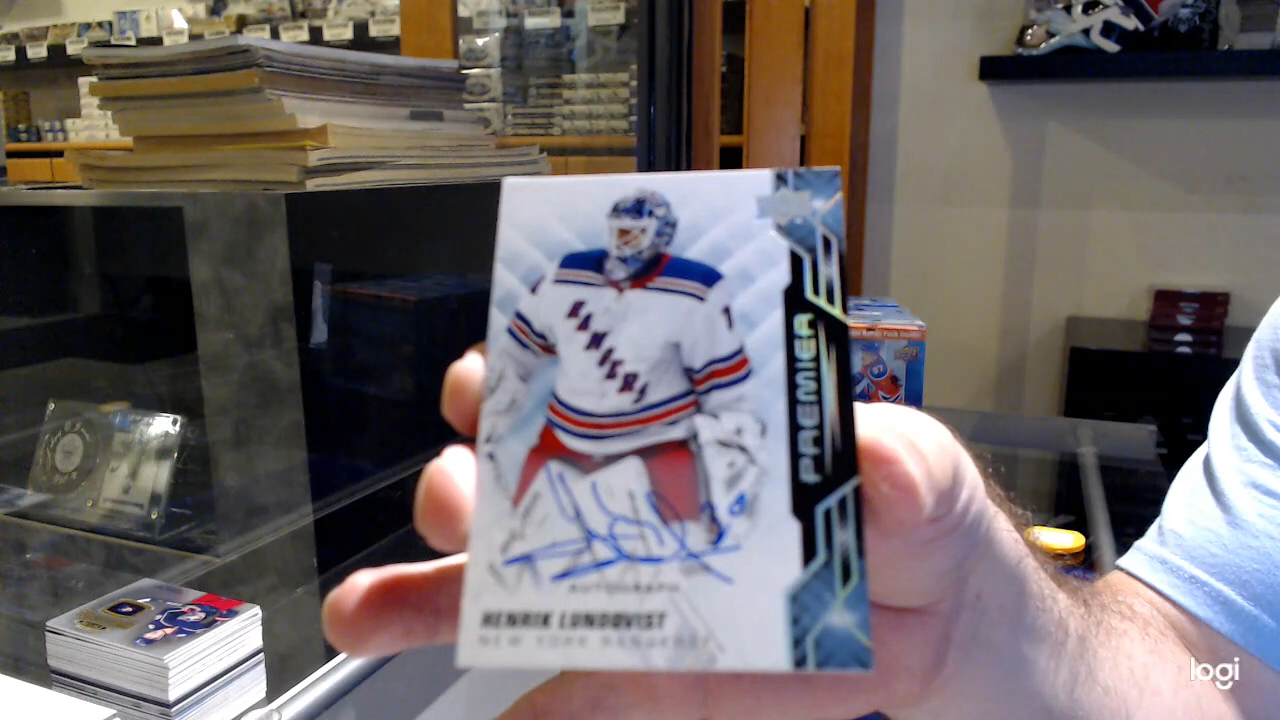 RANGERS
PREMIER
AUTOGRAPH
HENRIK LUNDQVIST
NEW YORK RANGERS
logi